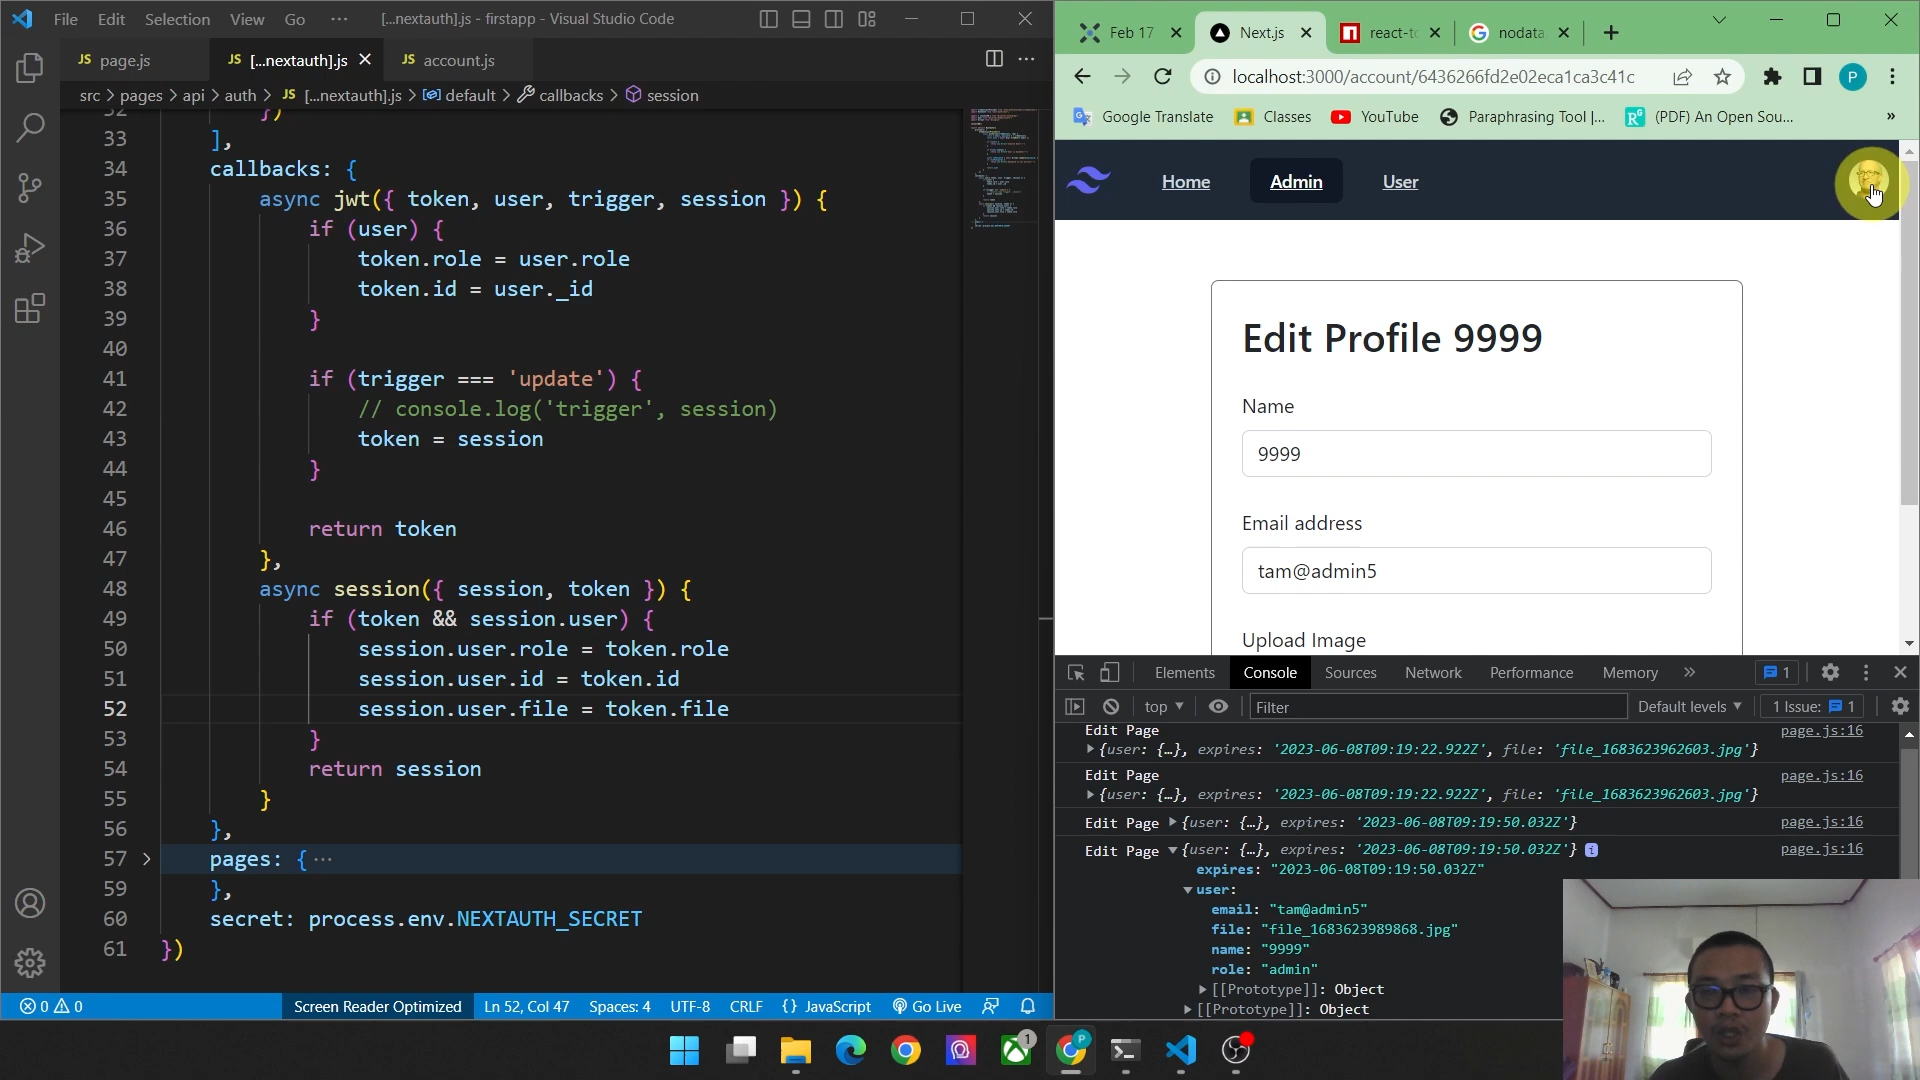 File Edit Selection View Go ··· [...nextauth].js - firstapp - Visual Studio Code
JS page.js JS [...nextauth].js JS account.js
src > pages > api > auth > JS [...nextauth].js > default > callbacks > session
32 })
33 ],
34 callbacks: {
35 async jwt({ token, user, trigger, session }) {
36 if (user) {
37 token.role = user.role
38 token.id = user._id
39 }
40
41 if (trigger === 'update') {
42 // console.log('trigger', session)
43 token = session
44 }
45
46 return token
47 },
48 async session({ session, token }) {
49 if (token && session.user) {
50 session.user.role = token.role
51 session.user.id = token.id
52 session.user.file = token.file
53 }
54 return session
55 }
56 },
57 pages: { ···
59 },
60 secret: process.env.NEXTAUTH_SECRET
61 })
0 0 Screen Reader Optimized Ln 52, Col 47 Spaces: 4 UTF-8 CRLF {} JavaScript Go Live
Feb 17 Next.js react-to nodata
localhost:3000/account/6436266fd2e02eca1ca3c41c P
Google Translate Classes YouTube Paraphrasing Tool |... RG (PDF) An Open Sou... »
Home Admin User
Edit Profile 9999
Name
9999
Email address
tam@admin5
Upload Image
Elements Console Sources Network Performance Memory » 1
top Filter Default levels 1 Issue: 1
Edit Page page.js:16
{user: {…}, expires: '2023-06-08T09:19:22.922Z', file: 'file_1683623962603.jpg'}
Edit Page page.js:16
{user: {…}, expires: '2023-06-08T09:19:22.922Z', file: 'file_1683623962603.jpg'}
Edit Page {user: {…}, expires: '2023-06-08T09:19:50.032Z'} page.js:16
Edit Page {user: {…}, expires: '2023-06-08T09:19:50.032Z'} i page.js:16
expires: "2023-06-08T09:19:50.032Z"
user:
email: "tam@admin5"
file: "file_1683623989868.jpg"
name: "9999"
role: "admin"
[[Prototype]]: Object
[[Prototype]]: Object
1 P